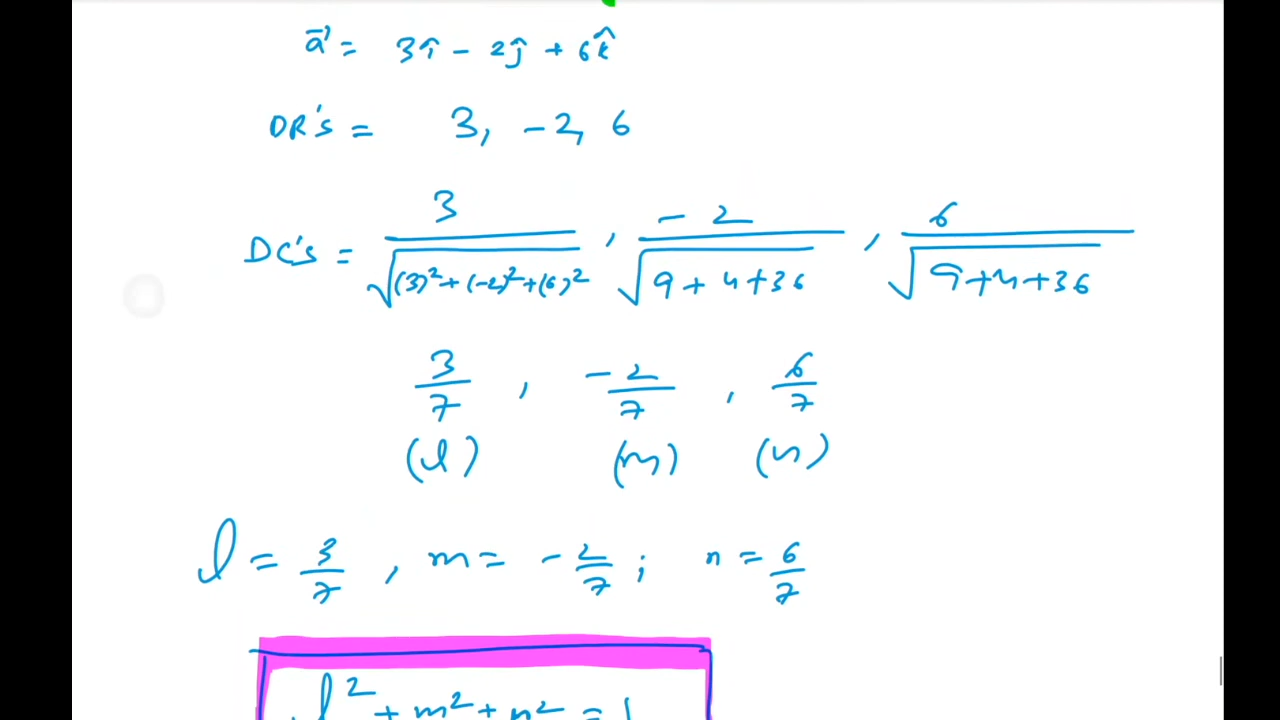 a⃗ = 3î - 2ĵ + 6k̂
DR's = 3, -2, 6
DC's = 3/√((3)²+(-2)²+(6)²) , -2/√(9+4+36) , 6/√(9+4+36)
3/7 , -2/7 , 6/7
(l) (m) (n)
l = 3/7 , m = -2/7 ; n = 6/7
l² + m² + n² = 1